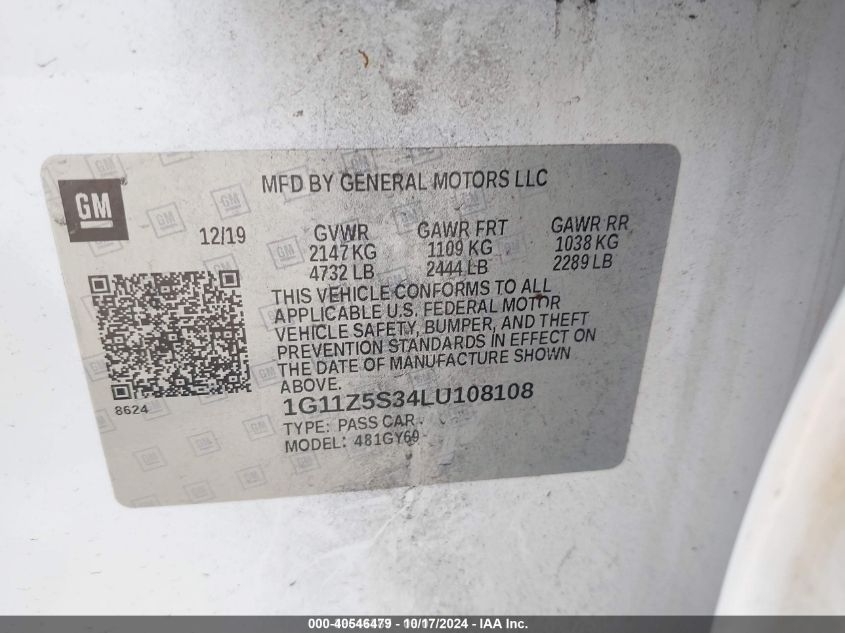 GM
MFD BY GENERAL MOTORS LLC
12/19
GVWR
2147 KG
4732 LB
GAWR FRT
1109 KG
2444 LB
GAWR RR
1038 KG
2289 LB
THIS VEHICLE CONFORMS TO ALL
APPLICABLE U.S. FEDERAL MOTOR
VEHICLE SAFETY, BUMPER, AND THEFT
PREVENTION STANDARDS IN EFFECT ON
THE DATE OF MANUFACTURE SHOWN
ABOVE.
8624
1G11Z5S34LU108108
TYPE: PASS CAR
MODEL: 481GY69
000-40546479 - 10/17/2024 - IAA Inc.